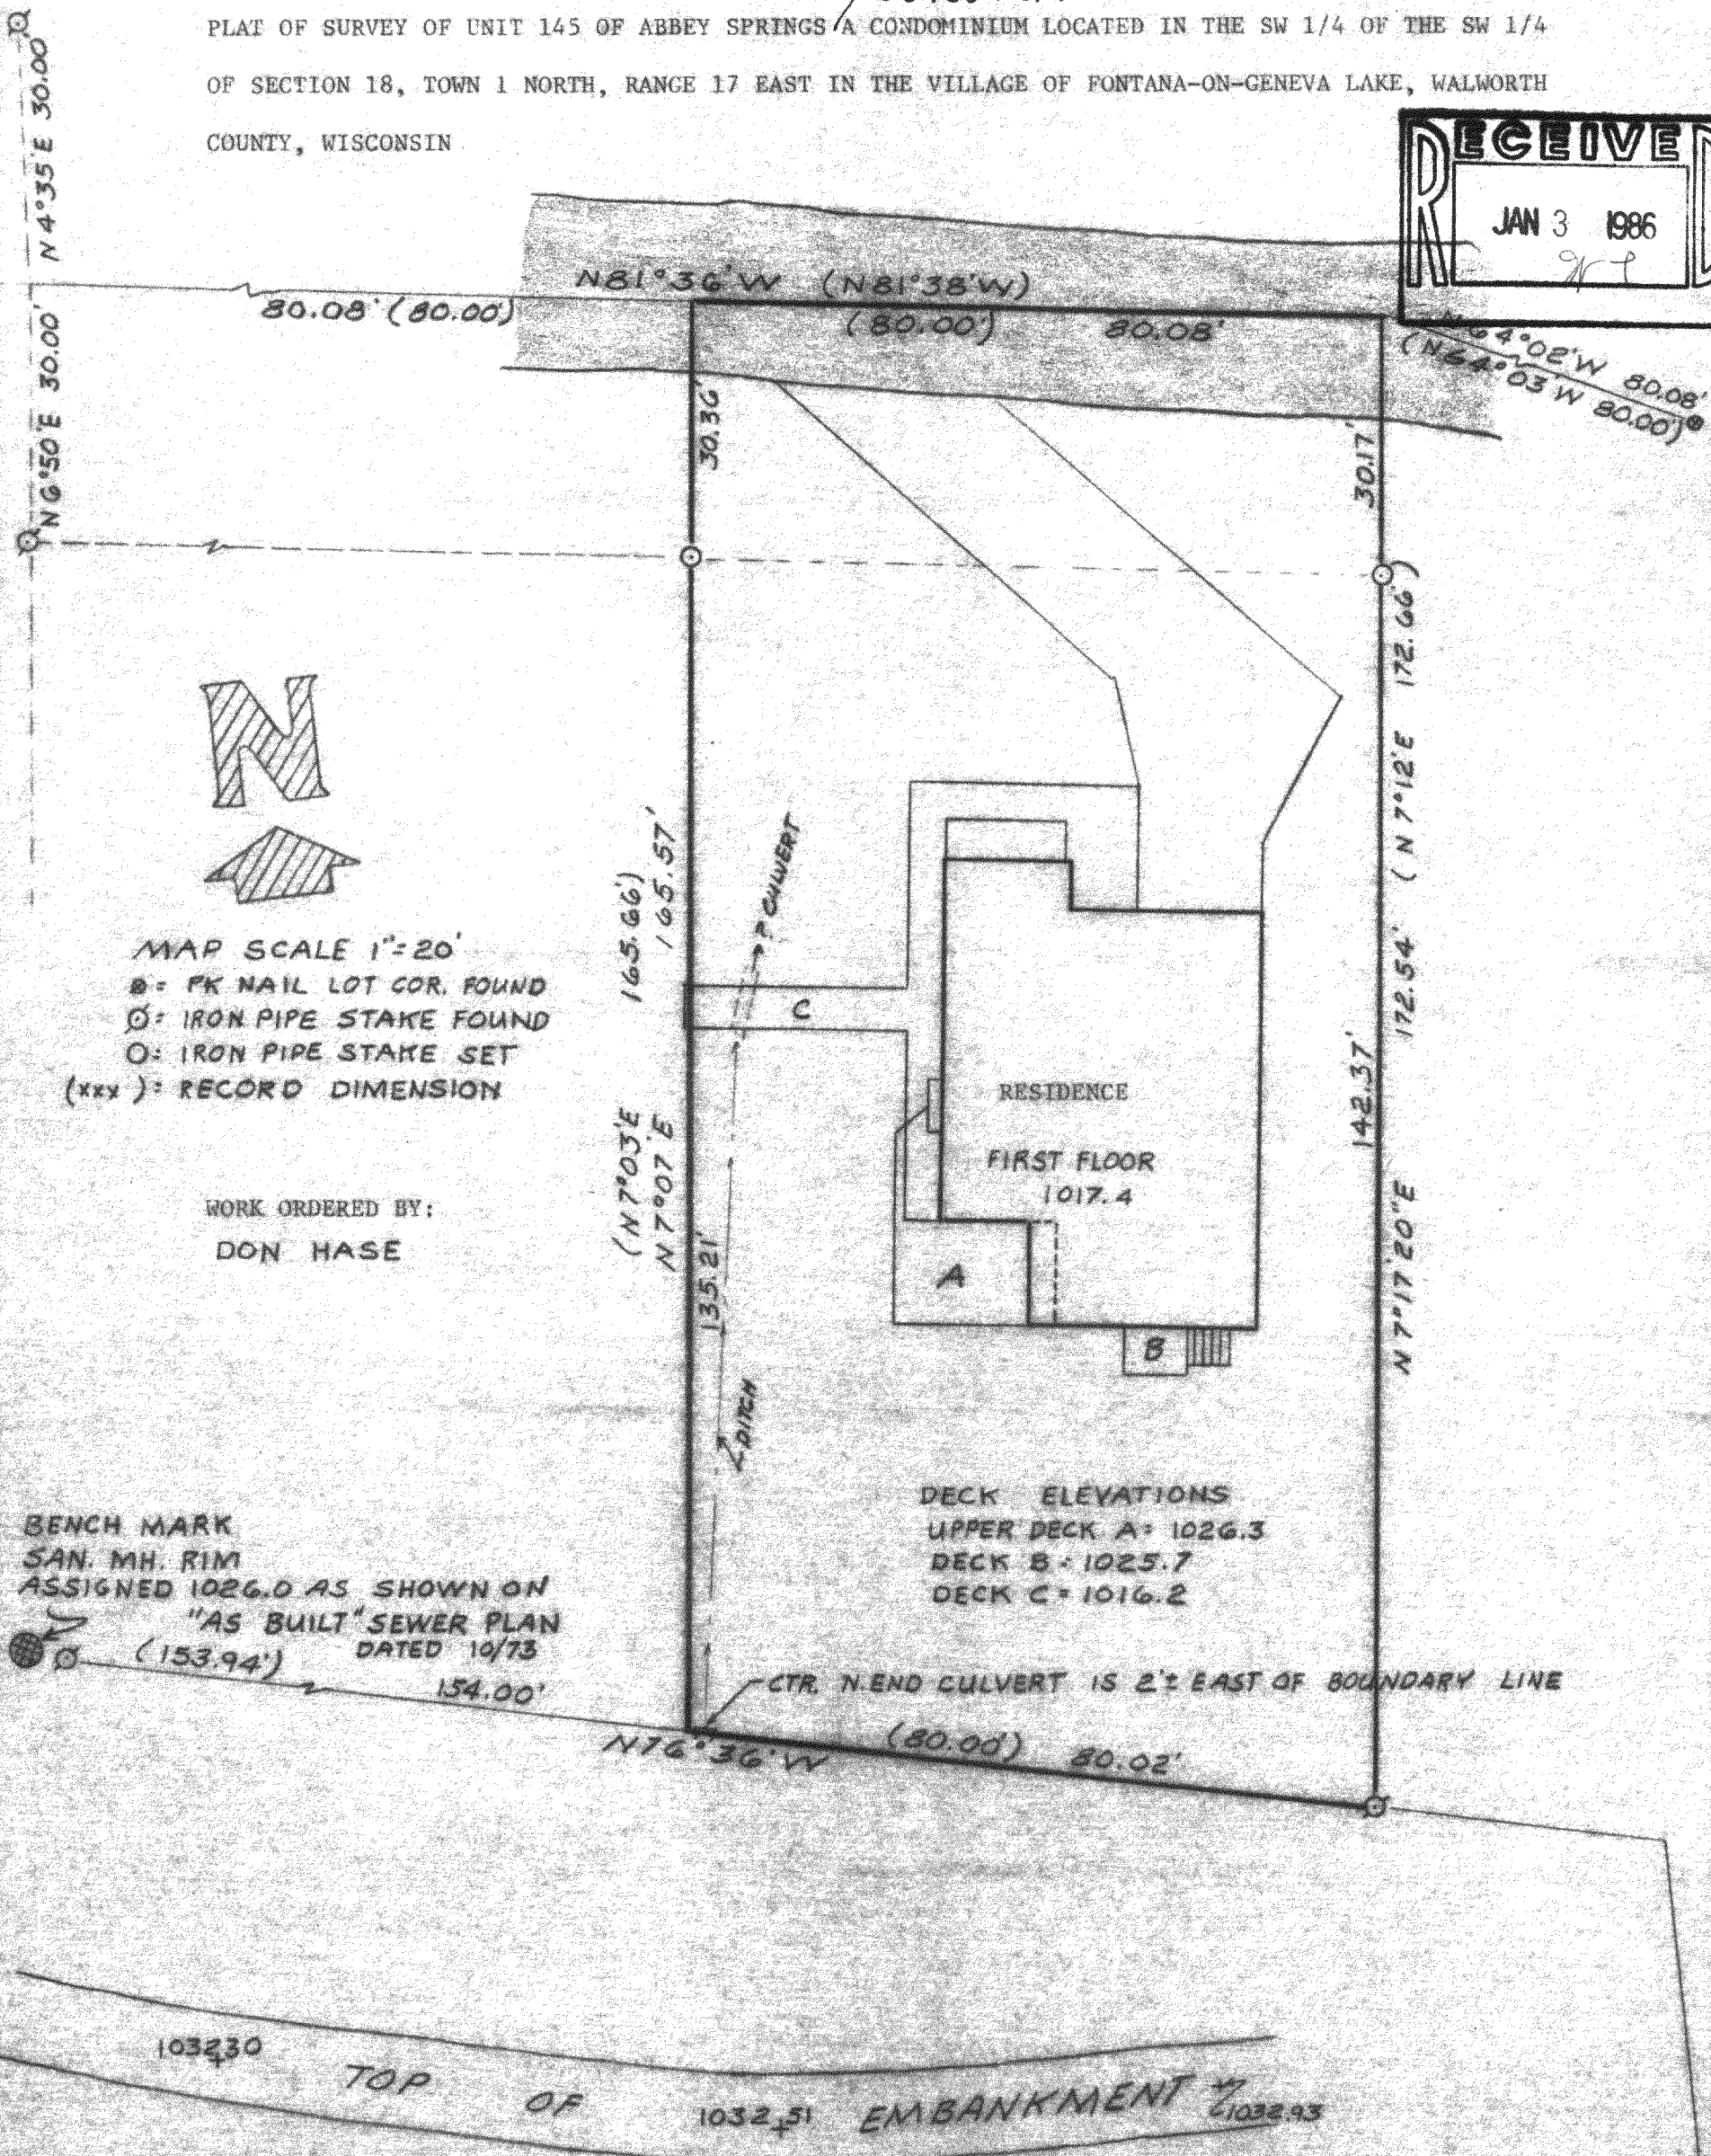 PLAT OF SURVEY OF UNIT 145 OF ABBEY SPRINGS A CONDOMINIUM LOCATED IN THE SW 1/4 OF THE SW 1/4
OF SECTION 18, TOWN 1 NORTH, RANGE 17 EAST IN THE VILLAGE OF FONTANA-ON-GENEVA LAKE, WALWORTH
COUNTY, WISCONSIN
RECEIVED
JAN 3 1986
N 4°35'E 30.00'
N6°50'E 30.00'
N81°36'W (N81°38'W)
80.08' (80.00')
(80.00') 80.08'
N64°02'W 80.08'
(N64°03'W 80.00')
30.36'
30.17'
(N 7°12'E 172.66')
N 7°17'20"E 172.54'
142.37'
(N 7°03'E 165.66')
N 7°07'E 165.57'
135.21'
N
MAP SCALE 1"=20'
= PK NAIL LOT COR. FOUND
= IRON PIPE STAKE FOUND
O= IRON PIPE STAKE SET
(xxx)= RECORD DIMENSION
WORK ORDERED BY:
DON HASE
? CULVERT
C
RESIDENCE
FIRST FLOOR
1017.4
A
B
DITCH
DECK ELEVATIONS
UPPER DECK A= 1026.3
DECK B= 1025.7
DECK C= 1016.2
BENCH MARK
SAN. MH. RIM
ASSIGNED 1026.0 AS SHOWN ON
"AS BUILT" SEWER PLAN
DATED 10/73
(153.94')
154.00'
CTR. N. END CULVERT IS 2'± EAST OF BOUNDARY LINE
N76°36'W
(80.00') 80.02'
1032.30
TOP OF EMBANKMENT
1032.51
1032.93